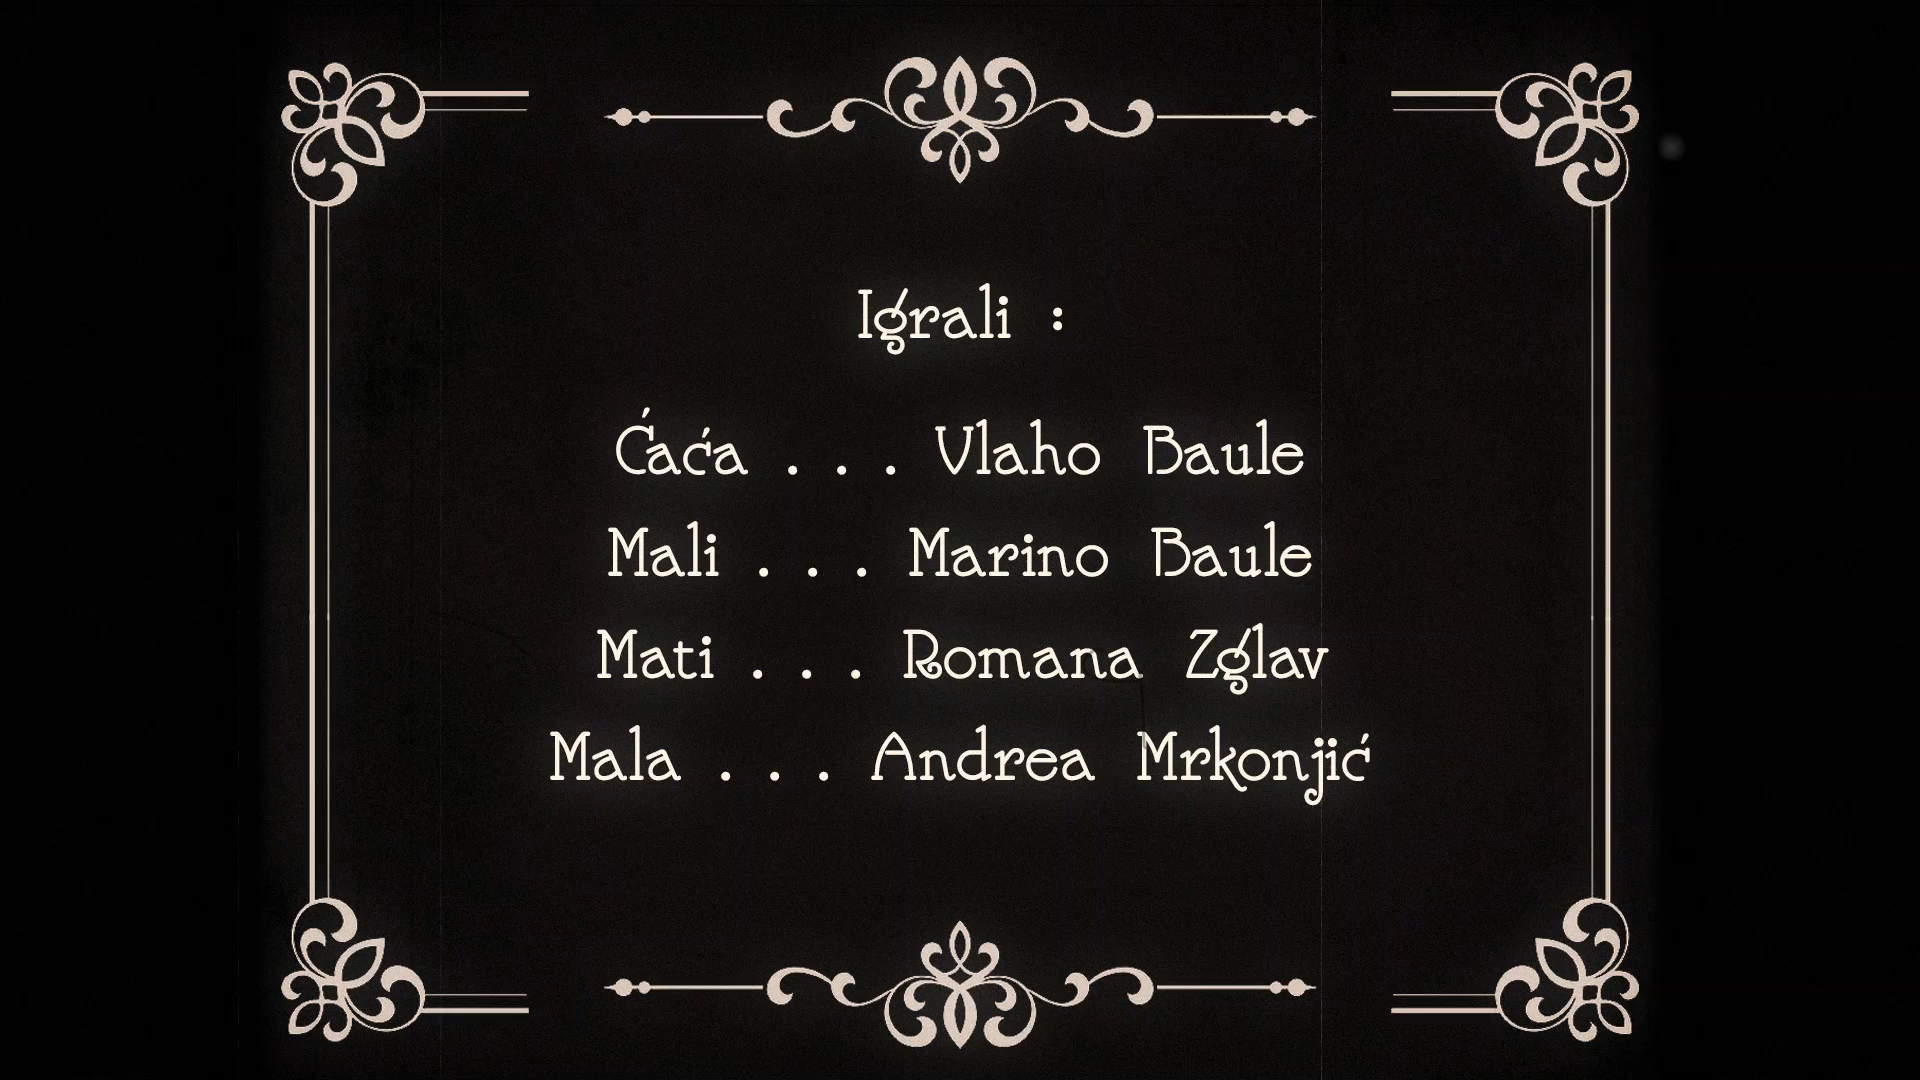 Igrali :
Ćaća . . . Vlaho Baule
Mali . . . Marino Baule
Mati . . . Romana Zglav
Mala . . . Andrea Mrkonjić